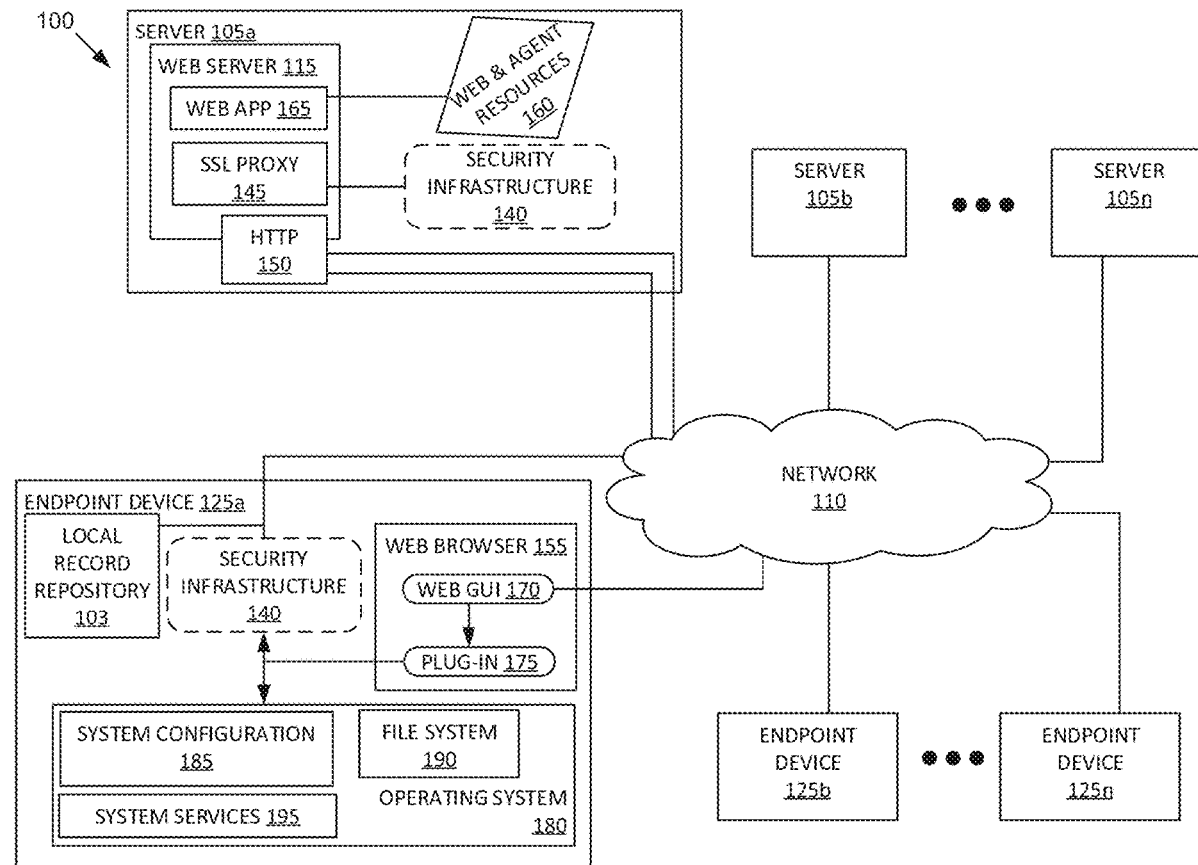 100
SERVER 105a
WEB SERVER 115
WEB APP 165
WEB & AGENT
RESOURCES
160
SSL PROXY
145
SECURITY
INFRASTRUCTURE
140
HTTP
150
SERVER
105b
SERVER
105n
NETWORK
110
ENDPOINT DEVICE 125a
LOCAL
RECORD
REPOSITORY
103
SECURITY
INFRASTRUCTURE
140
WEB BROWSER 155
WEB GUI 170
PLUG-IN 175
SYSTEM CONFIGURATION
185
FILE SYSTEM
190
SYSTEM SERVICES 195
OPERATING SYSTEM
180
ENDPOINT
DEVICE
125b
ENDPOINT
DEVICE
125n